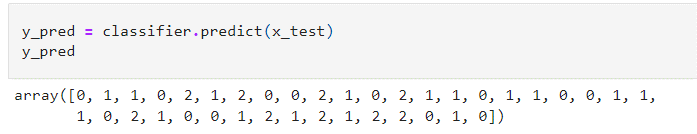 y_pred = classifier.predict(x_test)
y_pred
array([0, 1, 1, 0, 2, 1, 2, 0, 0, 2, 1, 0, 2, 1, 1, 0, 1, 1, 0, 0, 1, 1,
1, 0, 2, 1, 0, 0, 1, 2, 1, 2, 1, 2, 2, 0, 1, 0])